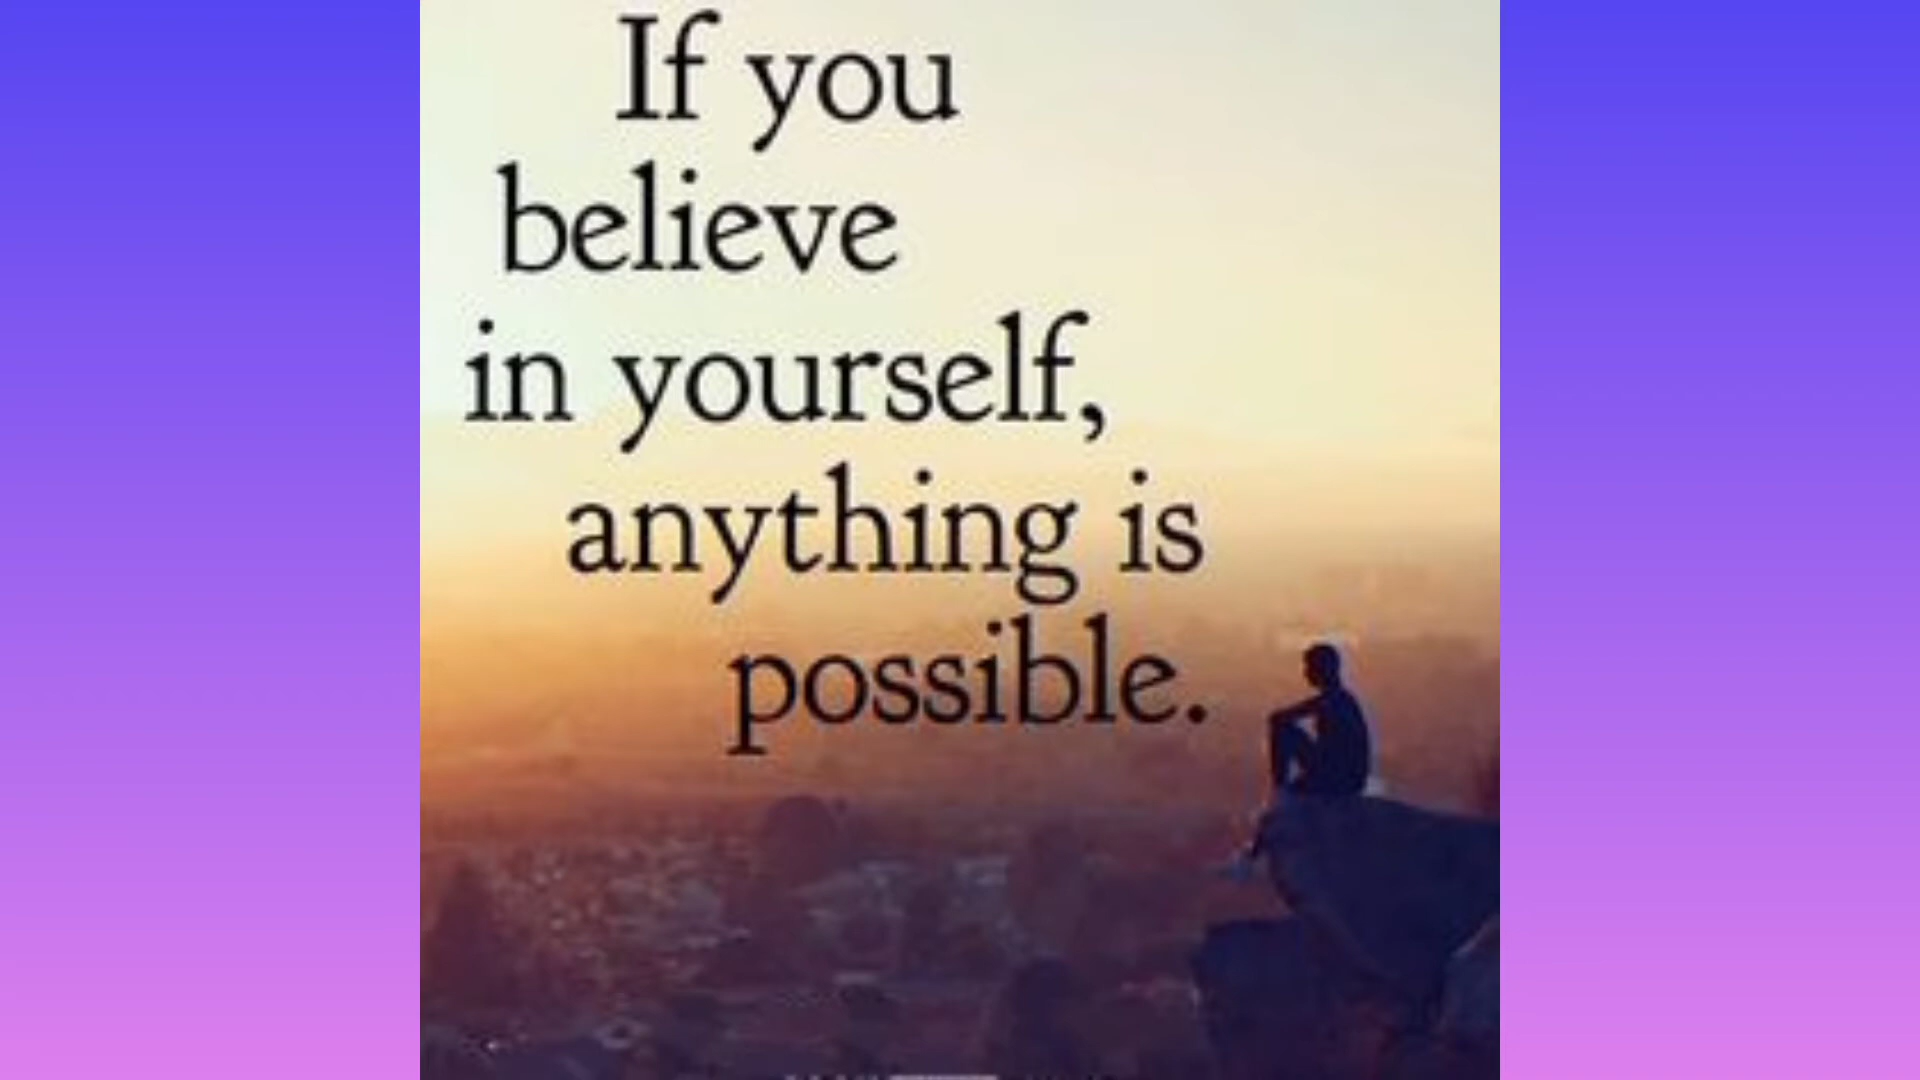 If you
believe
in yourself,
anything is
possible.